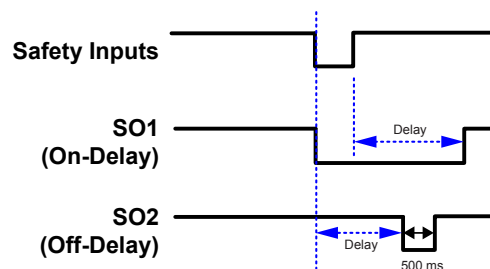 Safety Inputs
SO1
(On-Delay)
Delay
SO2
(Off-Delay)
Delay
500 ms